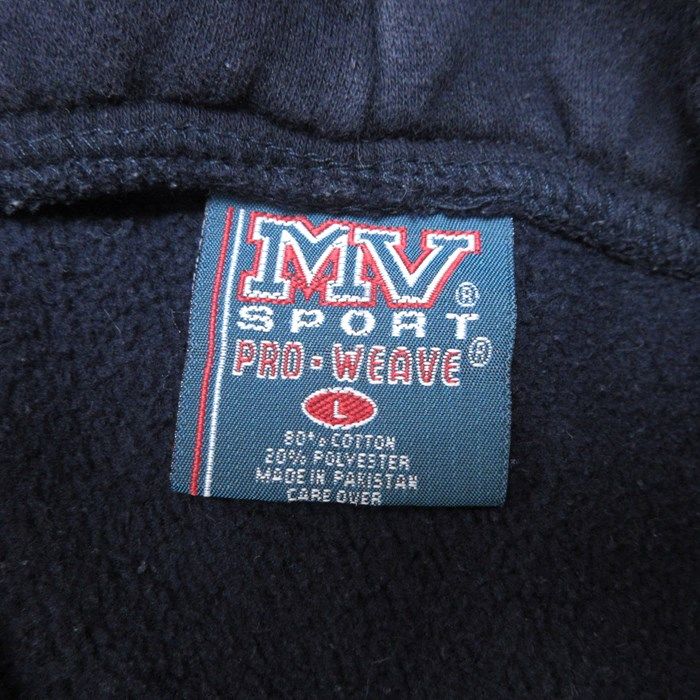 MV®
SPORT
PRO·WEAVE®
L
80% COTTON
20% POLYESTER
MADE IN PAKISTAN
CARE OVER